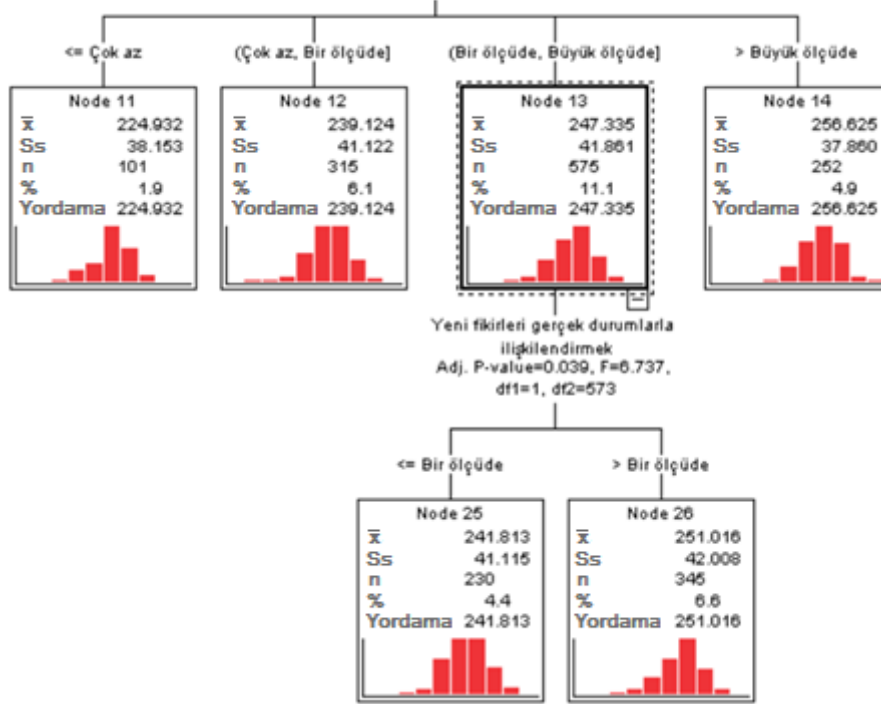 <= Çok az
(Çok az, Bir ölçüde]
(Bir ölçüde, Büyük ölçüde]
> Büyük ölçüde
Node 11
x̅ 224.932
Ss 38.153
n 101
% 1.9
Yordama 224.932
Node 12
x̅ 239.124
Ss 41.122
n 315
% 6.1
Yordama 239.124
Node 13
x̅ 247.335
Ss 41.861
n 575
% 11.1
Yordama 247.335
Node 14
x̅ 256.625
Ss 37.860
n 252
% 4.9
Yordama 256.625
Yeni fikirleri gerçek durumlarla
ilişkilendirmek
Adj. P-value=0.039, F=6.737,
df1=1, df2=573
<= Bir ölçüde
> Bir ölçüde
Node 25
x̅ 241.813
Ss 41.115
n 230
% 4.4
Yordama 241.813
Node 26
x̅ 251.016
Ss 42.008
n 345
% 6.6
Yordama 251.016